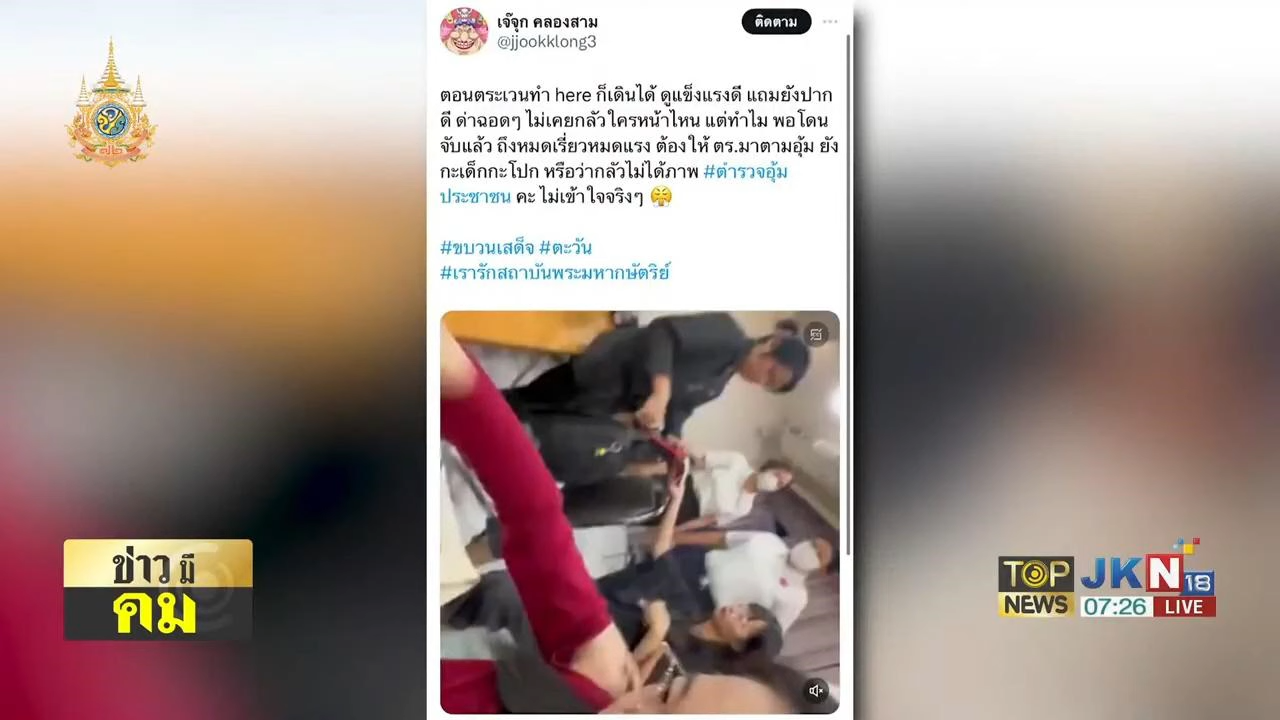 เจ๊จุก คลองสาม
@jjookklong3
ติดตาม
ตอนตระเวนทำ here ก็เดินได้ ดูแข็งแรงดี แถมยังปาก
ดี ด่าฉอดๆ ไม่เคยกลัวใครหน้าไหน แต่ทำไม พอโดน
จับแล้ว ถึงหมดเรี่ยวหมดแรง ต้องให้ ตร.มาตามอุ้ม ยัง
กะเด็กกะโปก หรือว่ากลัวไม่ได้ภาพ #ตำรวจอุ้ม
ประชาชน คะ ไม่เข้าใจจริงๆ 😤
#ขบวนเสด็จ #ตะวัน
#เรารักสถาบันพระมหากษัตริย์
ข่าว มี
คม
TOP
NEWS
JKN 18
07:26 LIVE